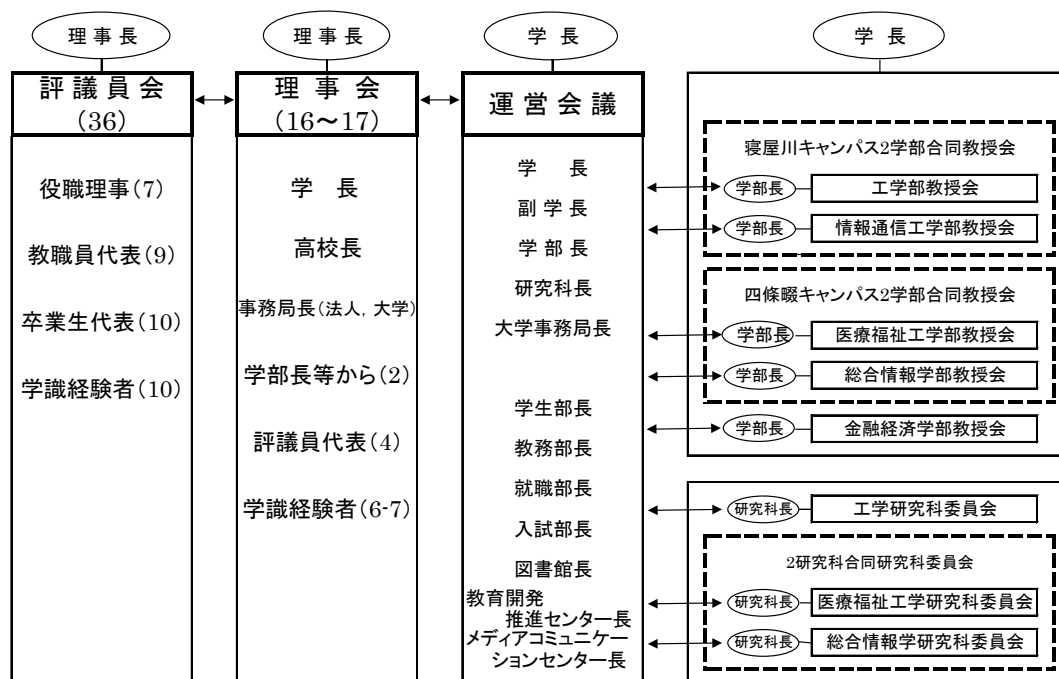 理事長
評議員会
(36)
役職理事(7)
教職員代表(9)
卒業生代表(10)
学識経験者(10)
理事長
理事会
(16～17)
学長
高校長
事務局長(法人, 大学)
学部長等から(2)
評議員代表(4)
学識経験者(6-7)
学長
運営会議
学長
副学長
学部長
研究科長
大学事務局長
学生部長
教務部長
就職部長
入試部長
図書館長
教育開発
推進センター長
メディアコミュニケー
ションセンター長
学長
寝屋川キャンパス2学部合同教授会
学部長 工学部教授会
学部長 情報通信工学部教授会
四條畷キャンパス2学部合同教授会
学部長 医療福祉工学部教授会
学部長 総合情報学部教授会
学部長 金融経済学部教授会
研究科長 工学研究科委員会
2研究科合同研究科委員会
研究科長 医療福祉工学研究科委員会
研究科長 総合情報学研究科委員会